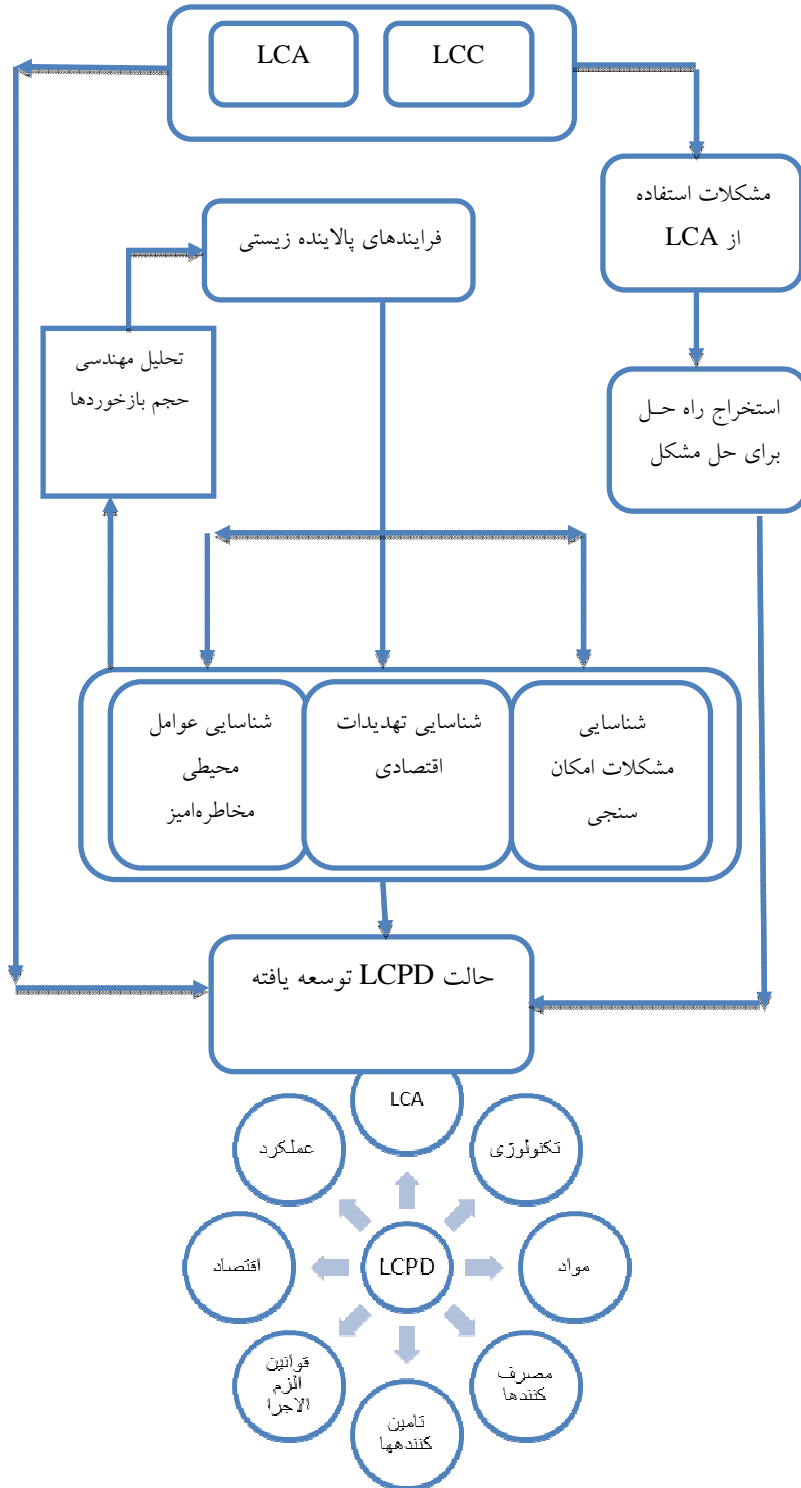 LCA
LCC
مشکلات استفاده
از LCA
فرایندهای پالاینده زیستی
تحلیل مهندسی
حجم بازخوردها
استخراج راه حـل
برای حل مشکل
شناسایی عوامل
محیطی
مخاطره‌امیز
شناسایی تهدیدات
اقتصادی
شناسایی
مشکلات امکان
سنجی
حالت LCPD توسعه یافته
LCA
عملکرد
تکنولوژی
اقتصاد
LCPD
مواد
قوانین
الزم
الاجرا
مصرف
کنندها
تأمین
کنندهها